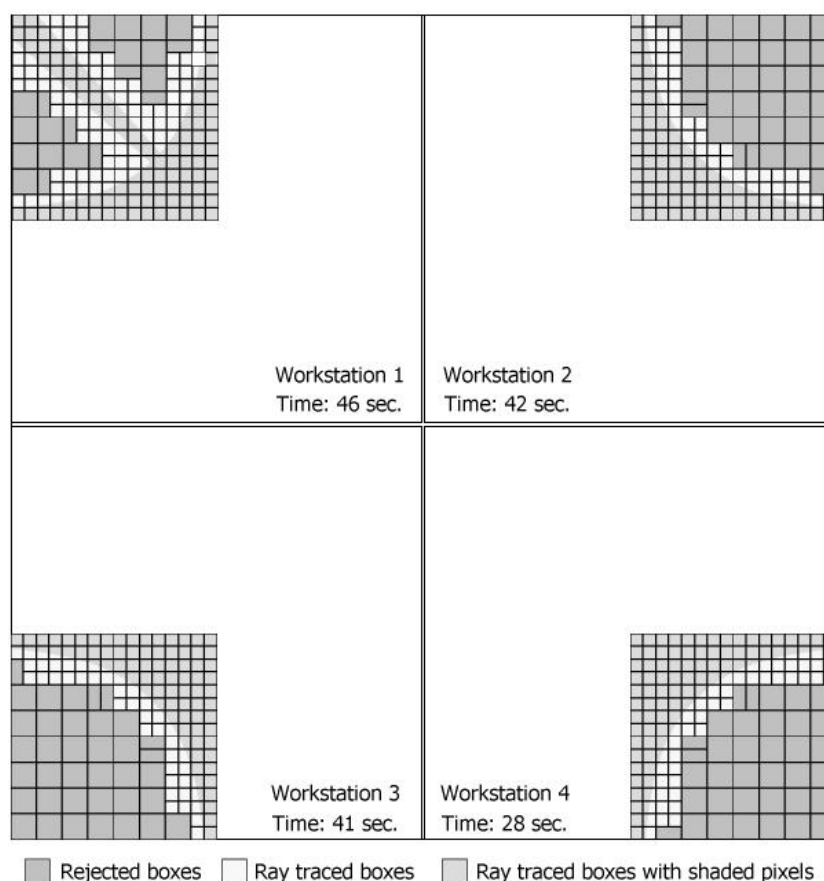 Workstation 1
Time: 46 sec.
Workstation 2
Time: 42 sec.
Workstation 3
Time: 41 sec.
Workstation 4
Time: 28 sec.
Rejected boxes
Ray traced boxes
Ray traced boxes with shaded pixels